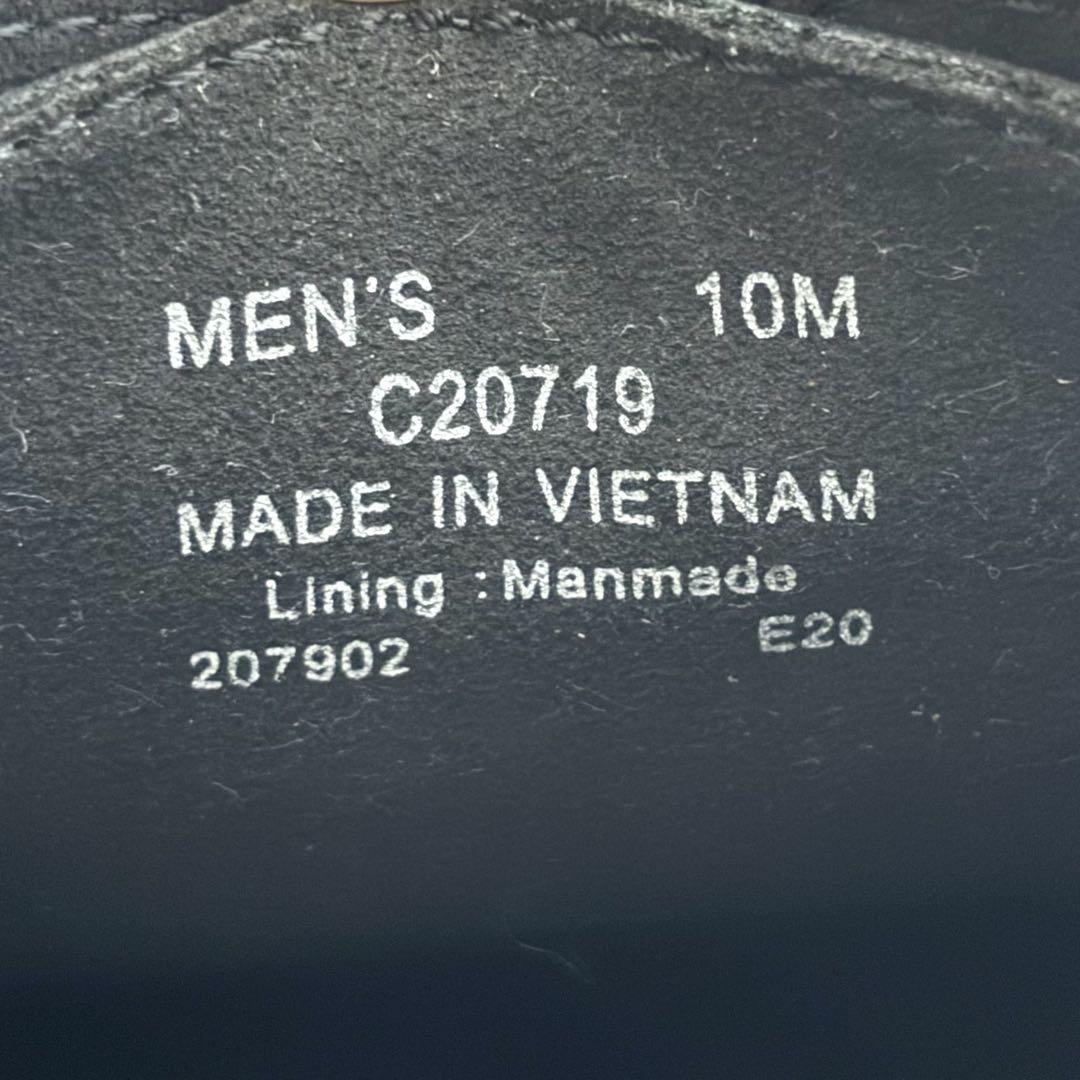 MEN'S 10M
C20719
MADE IN VIETNAM
Lining :Manmade
207902 E20